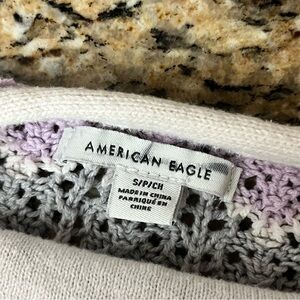 AMERICAN EAGLE
S/P/CH
MADE IN CHINA
FABRIQUÉ EN
CHINE